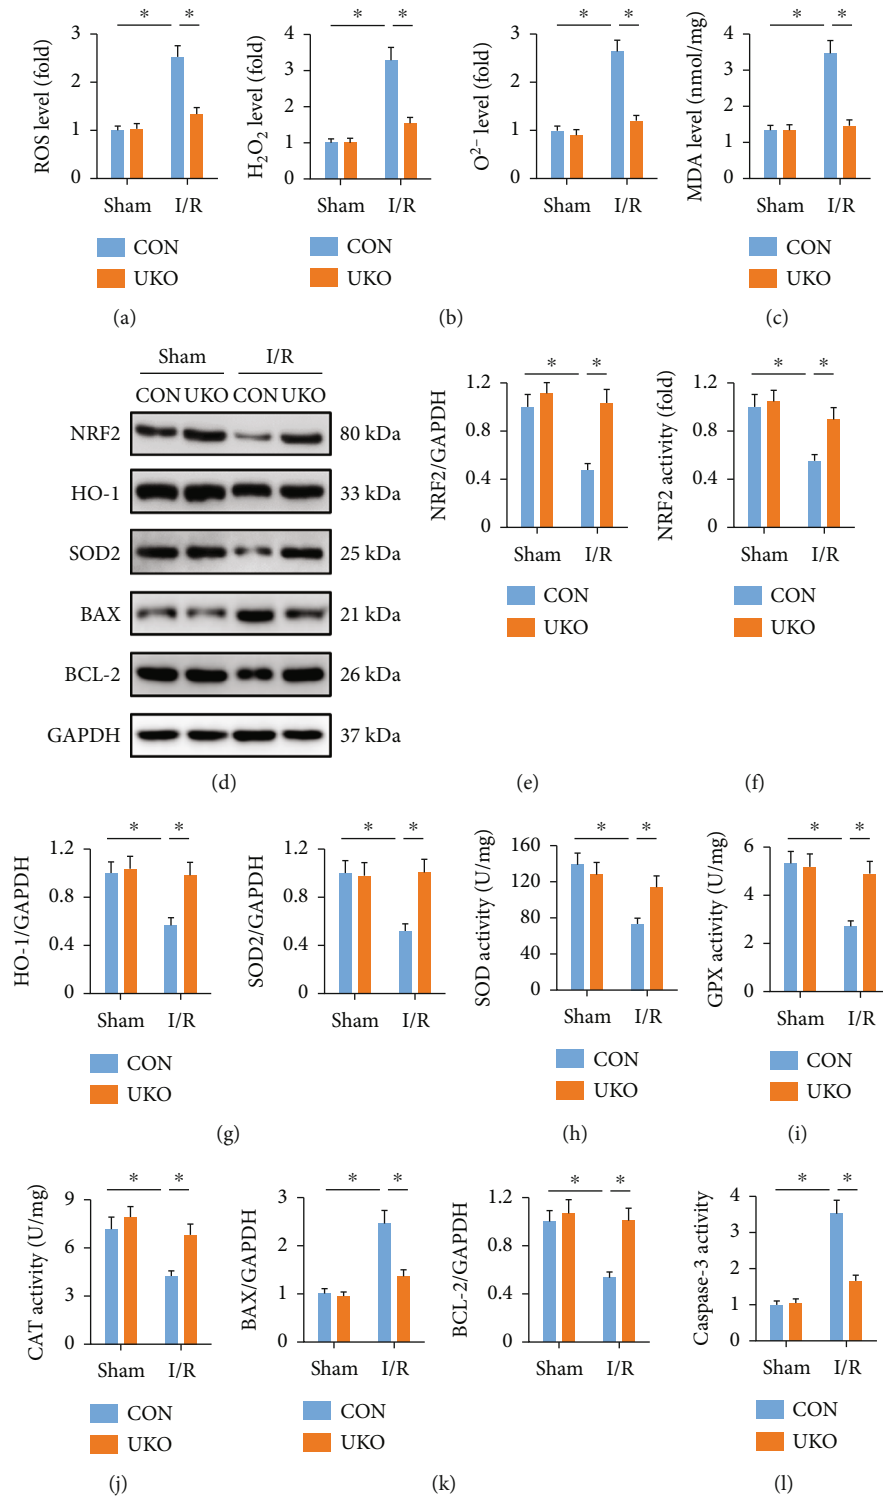 * *
ROS level (fold)
3
2
1
0
Sham I/R
CON
UKO
(a)
* *
H2O2 level (fold)
4
3
2
1
0
Sham I/R
CON
UKO
* *
O2− level (fold)
3
2
1
0
Sham I/R
(b)
* *
MDA level (nmol/mg)
4
3
2
1
0
Sham I/R
CON
UKO
(c)
Sham I/R
CON UKO CON UKO
NRF2 80 kDa
HO-1 33 kDa
SOD2 25 kDa
BAX 21 kDa
BCL-2 26 kDa
GAPDH 37 kDa
(d)
* *
NRF2/GAPDH
1.2
0.8
0.4
0
Sham I/R
CON
UKO
(e)
* *
NRF2 activity (fold)
1.2
0.8
0.4
0
Sham I/R
CON
UKO
(f)
* *
HO-1/GAPDH
1.2
0.8
0.4
0
Sham I/R
CON
UKO
* *
SOD2/GAPDH
1.2
0.8
0.4
0
Sham I/R
(g)
* *
SOD activity (U/mg)
160
120
80
40
0
Sham I/R
CON
UKO
(h)
* *
GPX activity (U/mg)
6
4
2
0
Sham I/R
CON
UKO
(i)
* *
CAT activity (U/mg)
9
6
3
0
Sham I/R
CON
UKO
(j)
* *
BAX/GAPDH
3
2
1
0
Sham I/R
CON
UKO
* *
BCL-2/GAPDH
1.2
0.8
0.4
0
Sham I/R
(k)
* *
Caspase-3 activity
4
3
2
1
0
Sham I/R
CON
UKO
(l)